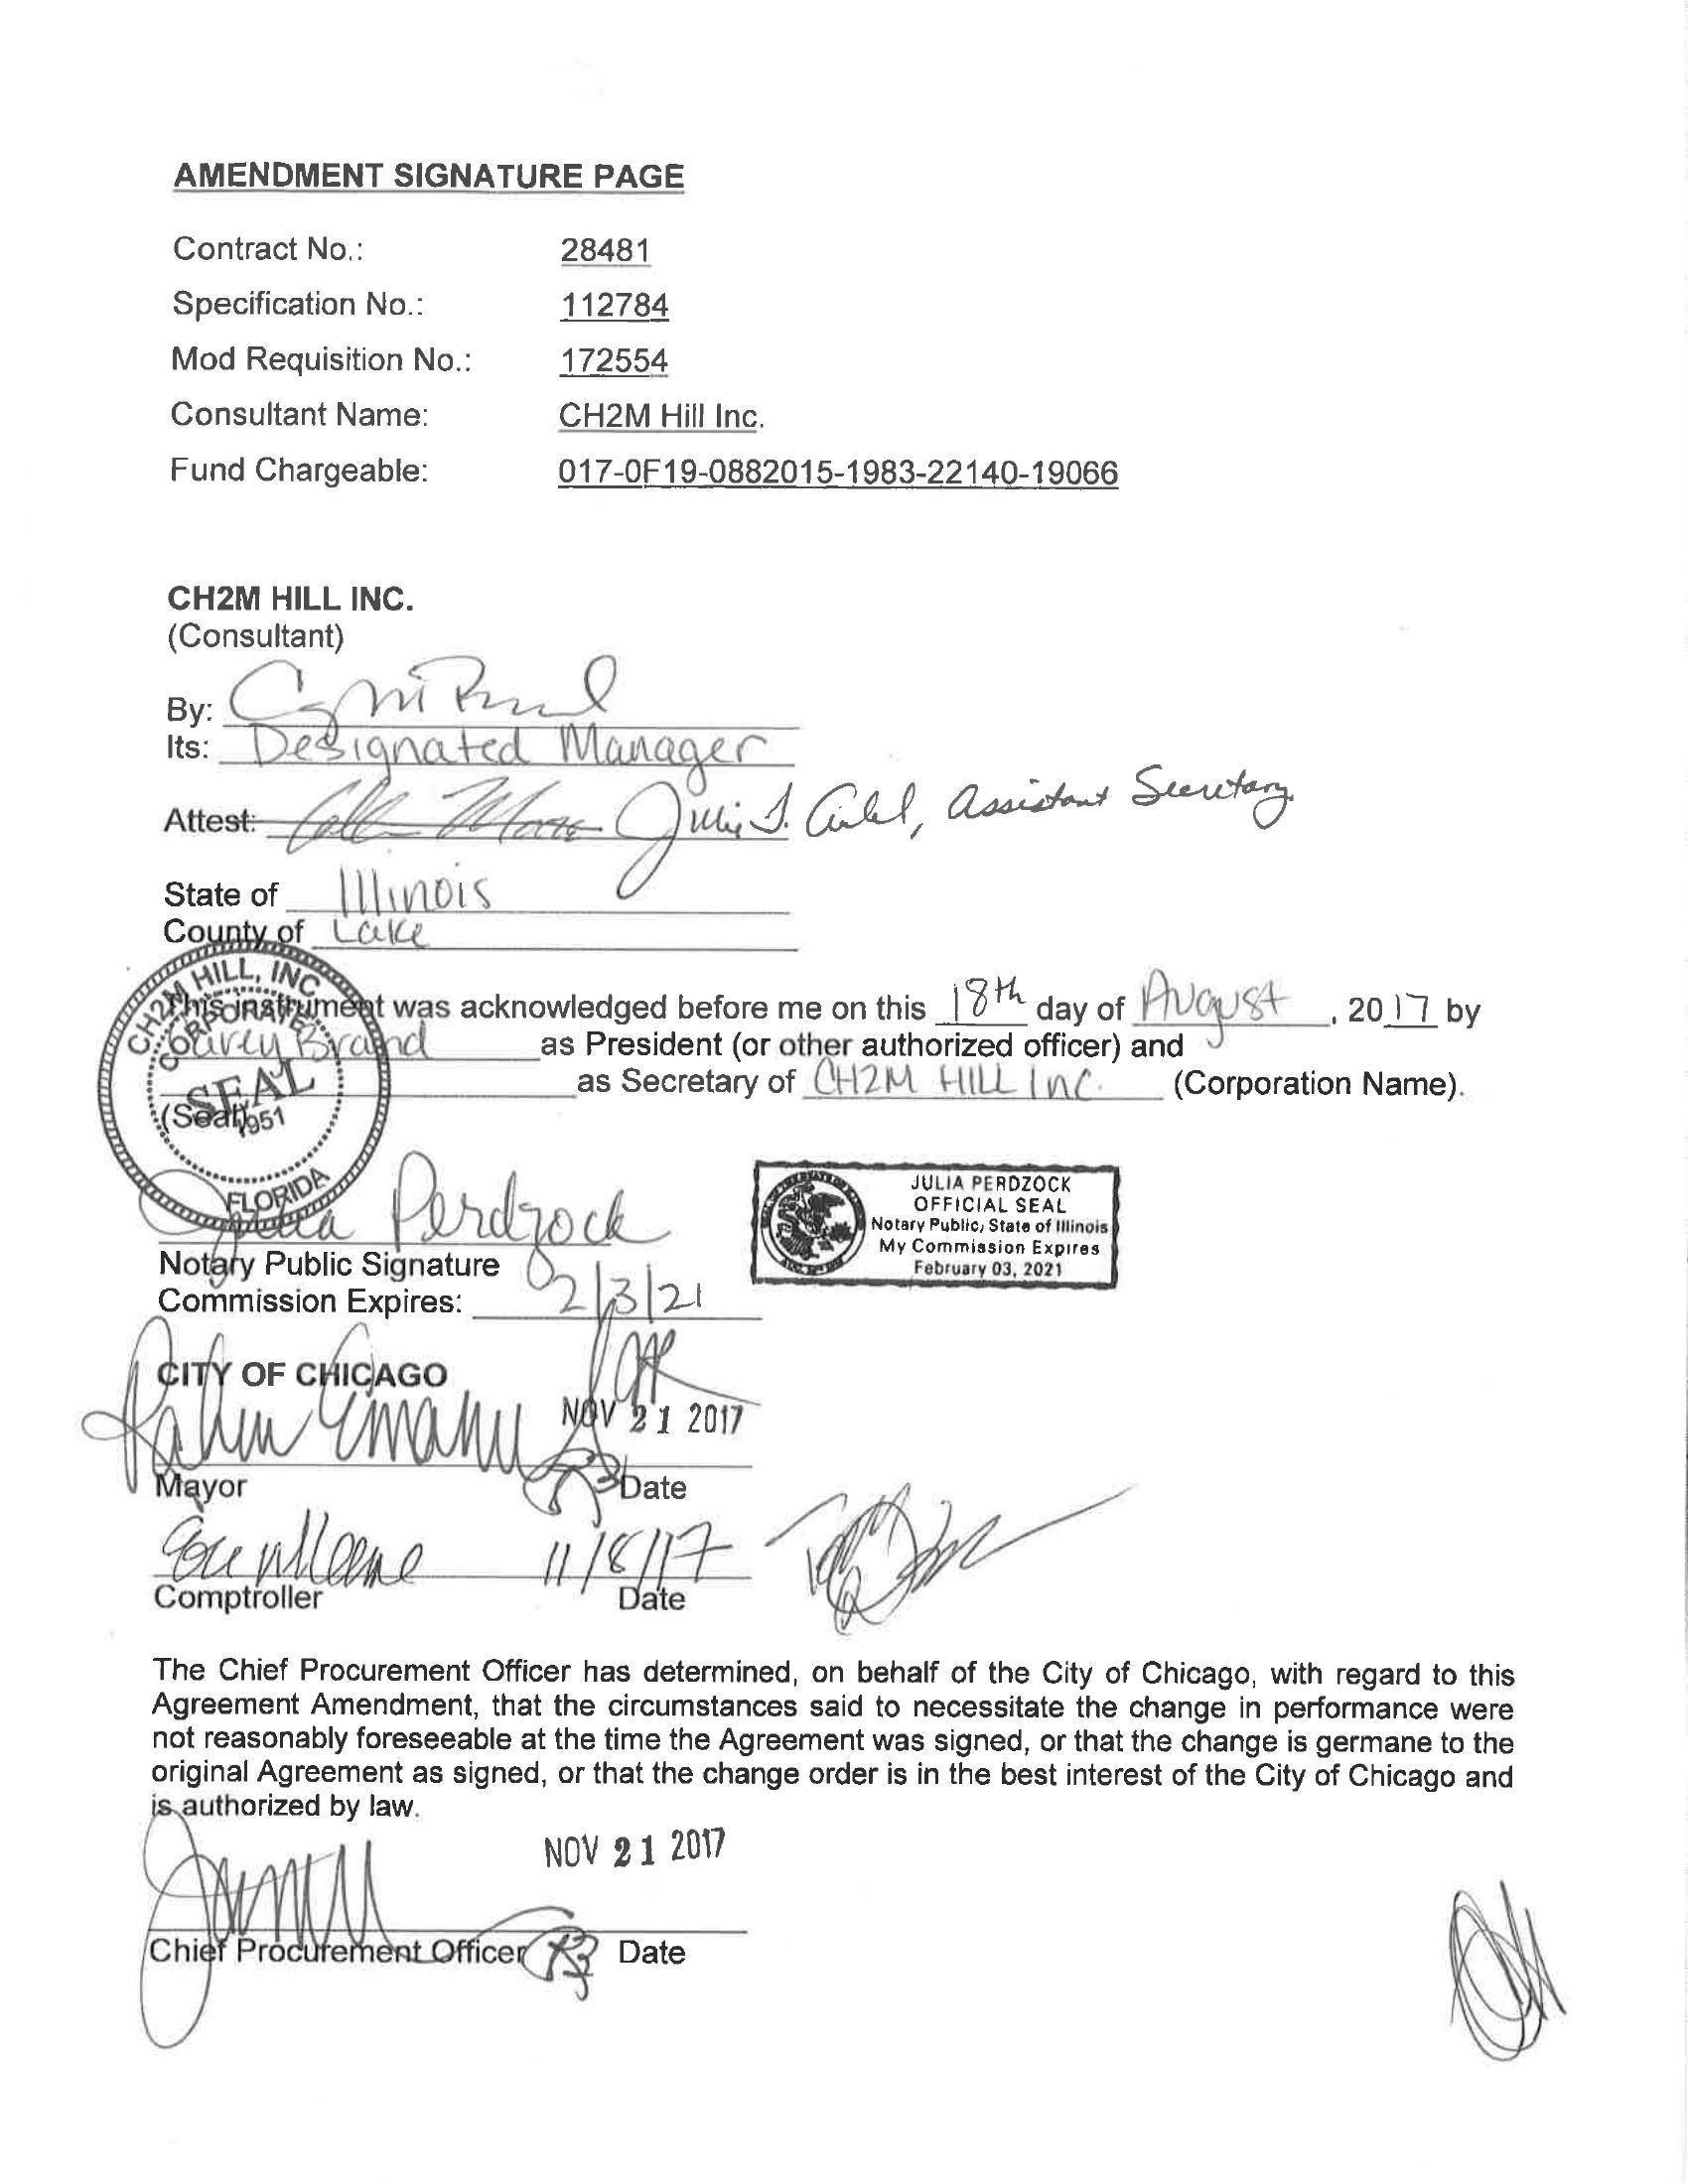 AMENDMENT SIGNATURE PAGE
Contract No.: 28481
Specification No.: 112784
Mod Requisition No.: 172554
Consultant Name: CH2M Hill Inc.
Fund Chargeable: 017-0F19-0882015-1983-22140-19066
CH2M HILL INC.
(Consultant)
By:
Its: Designated Manager
Attest: Assistant Secretary
State of Illinois
County of Lake
CH2M HILL, INC
CORPORATE
SEAL
1951
FLORIDA
This instrument was acknowledged before me on this 18th day of August, 2017 by
Brand as President (or other authorized officer) and
as Secretary of CH2M HILL Inc. (Corporation Name).
(Seal)
Julia Perdzock
JULIA PERDZOCK
OFFICIAL SEAL
Notary Public, State of Illinois
My Commission Expires
February 03, 2021
Notary Public Signature
Commission Expires: 2/3/21
CITY OF CHICAGO
Rahm Emanuel NOV 21 2017
Mayor Date
11/8/17
Comptroller Date
The Chief Procurement Officer has determined, on behalf of the City of Chicago, with regard to this
Agreement Amendment, that the circumstances said to necessitate the change in performance were
not reasonably foreseeable at the time the Agreement was signed, or that the change is germane to the
original Agreement as signed, or that the change order is in the best interest of the City of Chicago and
is authorized by law.
NOV 21 2017
Chief Procurement Officer Date